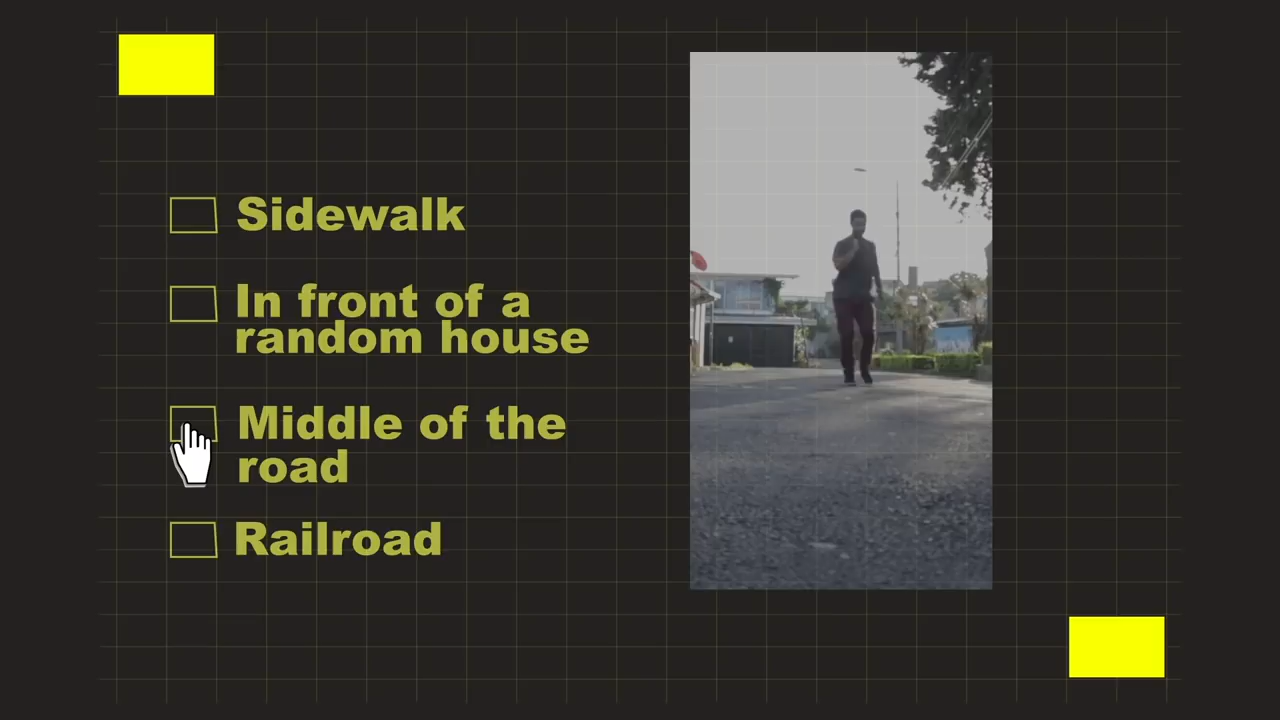 Sidewalk
In front of a
random house
Middle of the
road
Railroad